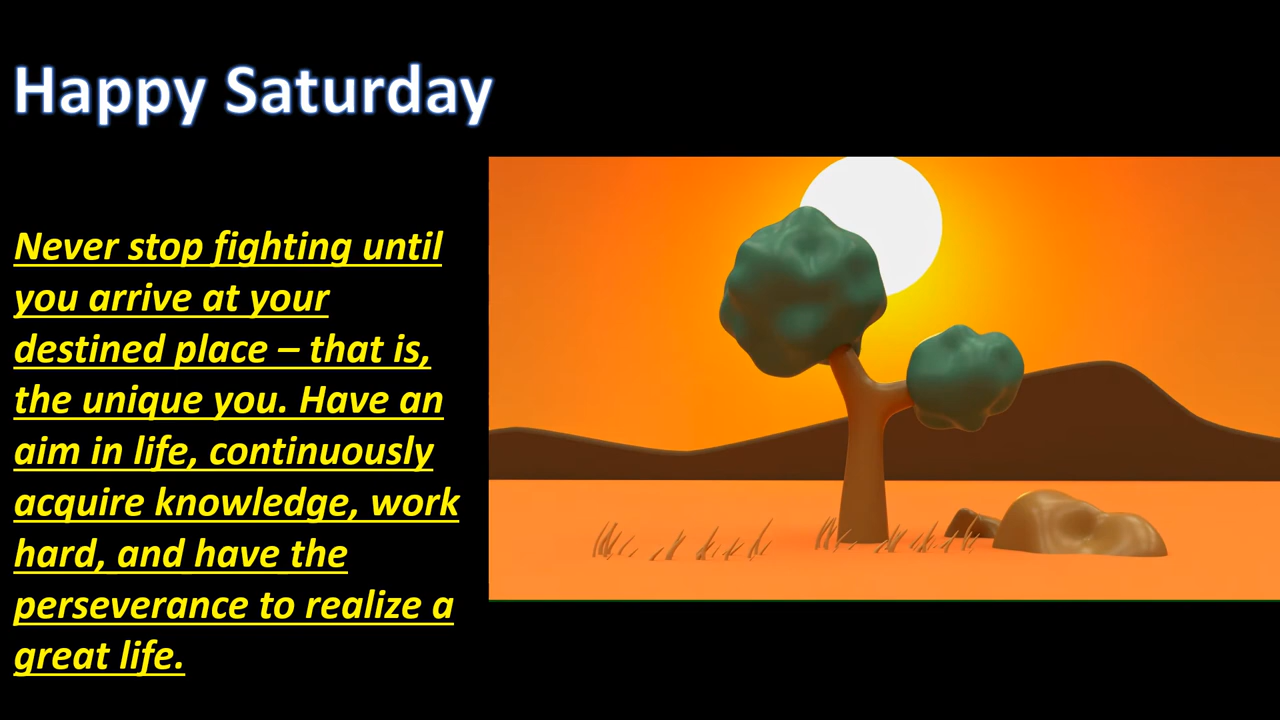 Happy Saturday
Never stop fighting until
you arrive at your
destined place – that is,
the unique you. Have an
aim in life, continuously
acquire knowledge, work
hard, and have the
perseverance to realize a
great life.